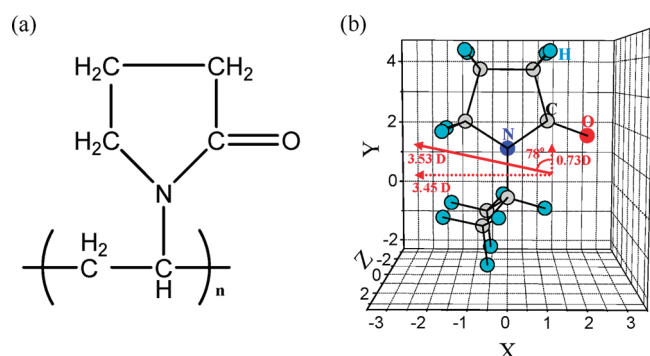 (a)
H₂C
CH₂
H₂C
C
O
N
H₂
C
CH
n
(b)
H
C
O
N
78°
0.73D
3.53 D
3.45 D
Y
4
2
0
-2
Z
-2
0
2
-3
-2
-1
0
1
2
3
X